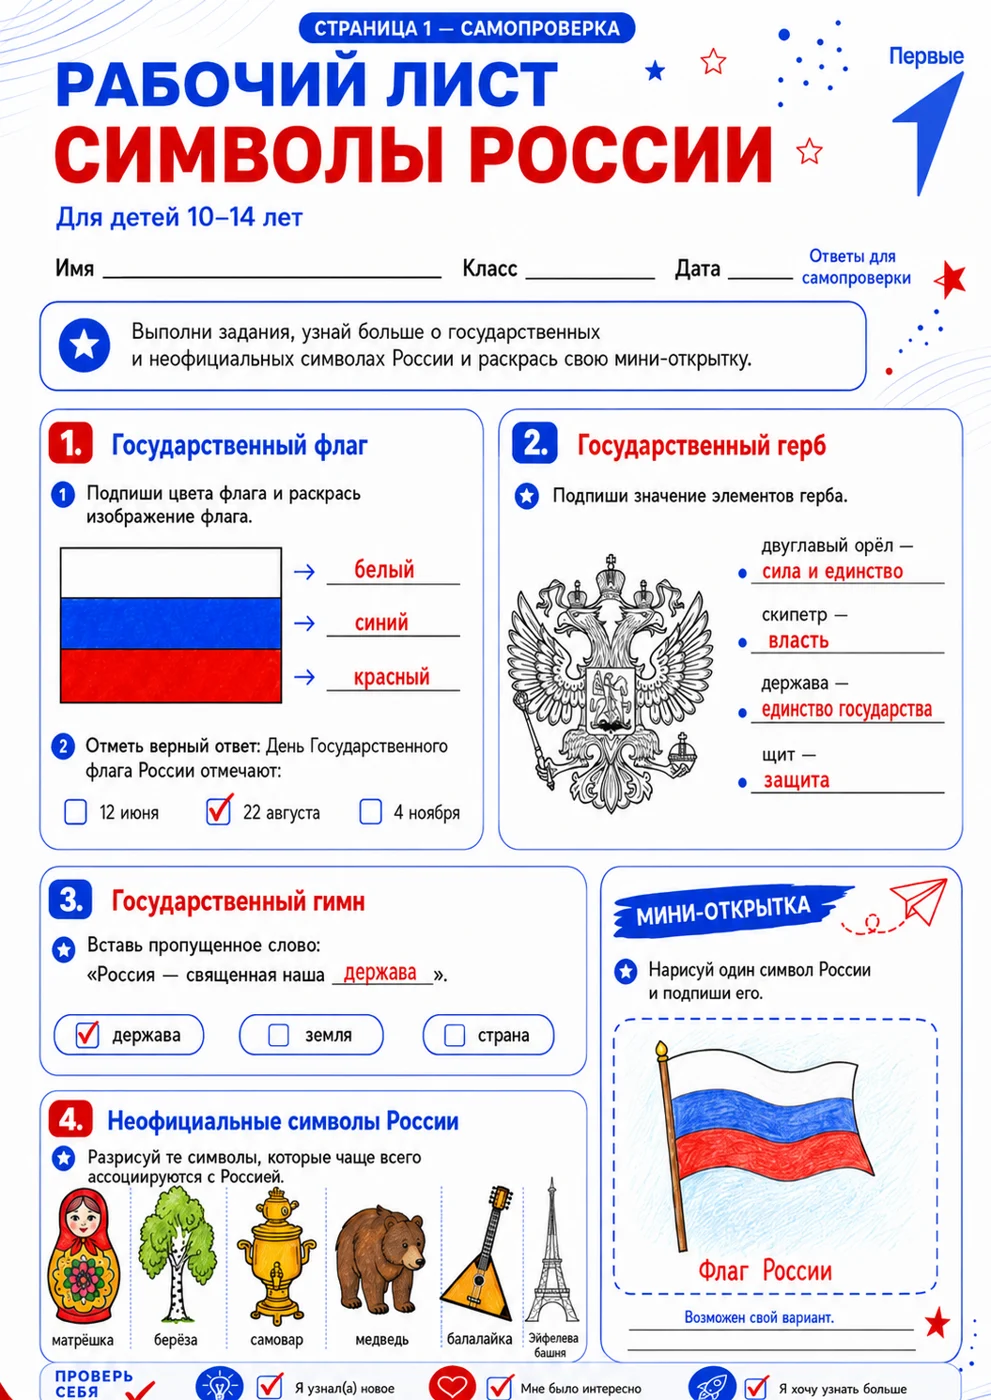 СТРАНИЦА 1 — САМОПРОВЕРКА
Первые
РАБОЧИЙ ЛИСТ
СИМВОЛЫ РОССИИ
Для детей 10–14 лет
Имя Класс Дата
Ответы для
самопроверки
Выполни задания, узнай больше о государственных
и неофициальных символах России и раскрась свою мини-открытку.
1. Государственный флаг
1 Подпиши цвета флага и раскрась
изображение флага.
белый
синий
красный
2 Отметь верный ответ: День Государственного
флага России отмечают:
12 июня 22 августа 4 ноября
2. Государственный герб
Подпиши значение элементов герба.
двуглавый орёл —
сила и единство
скипетр —
власть
держава —
единство государства
щит —
защита
3. Государственный гимн
Вставь пропущенное слово:
«Россия — священная наша держава».
держава земля страна
4. Неофициальные символы России
Разрисуй те символы, которые чаще всего
ассоциируются с Россией.
матрёшка берёза самовар медведь балалайка Эйфелева
башня
МИНИ-ОТКРЫТКА
Нарисуй один символ России
и подпиши его.
Флаг России
Возможен свой вариант.
ПРОВЕРЬ
СЕБЯ
Я узнал(а) новое Мне было интересно Я хочу узнать больше